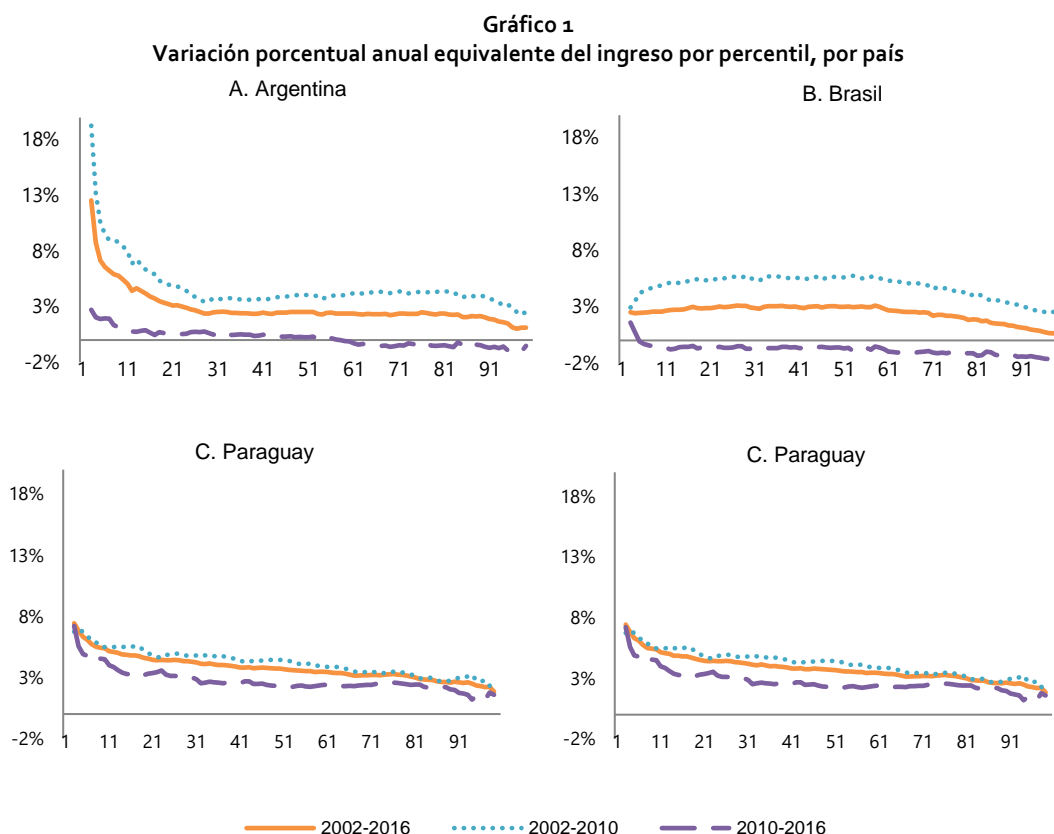 Gráfico 1
Variación porcentual anual equivalente del ingreso por percentil, por país
A. Argentina
18%
13%
8%
3%
-2%
1 11 21 31 41 51 61 71 81 91
B. Brasil
18%
13%
8%
3%
-2%
1 11 21 31 41 51 61 71 81 91
C. Paraguay
18%
13%
8%
3%
-2%
1 11 21 31 41 51 61 71 81 91
C. Paraguay
18%
13%
8%
3%
-2%
1 11 21 31 41 51 61 71 81 91
2002-2016 2002-2010 2010-2016